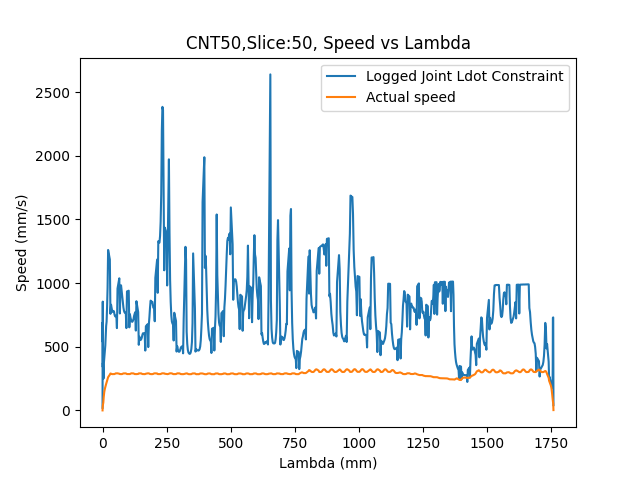 CNT50,Slice:50, Speed vs Lambda
Logged Joint Ldot Constraint
Actual speed
Speed (mm/s)
2500
2000
1500
1000
500
0
0 250 500 750 1000 1250 1500 1750
Lambda (mm)